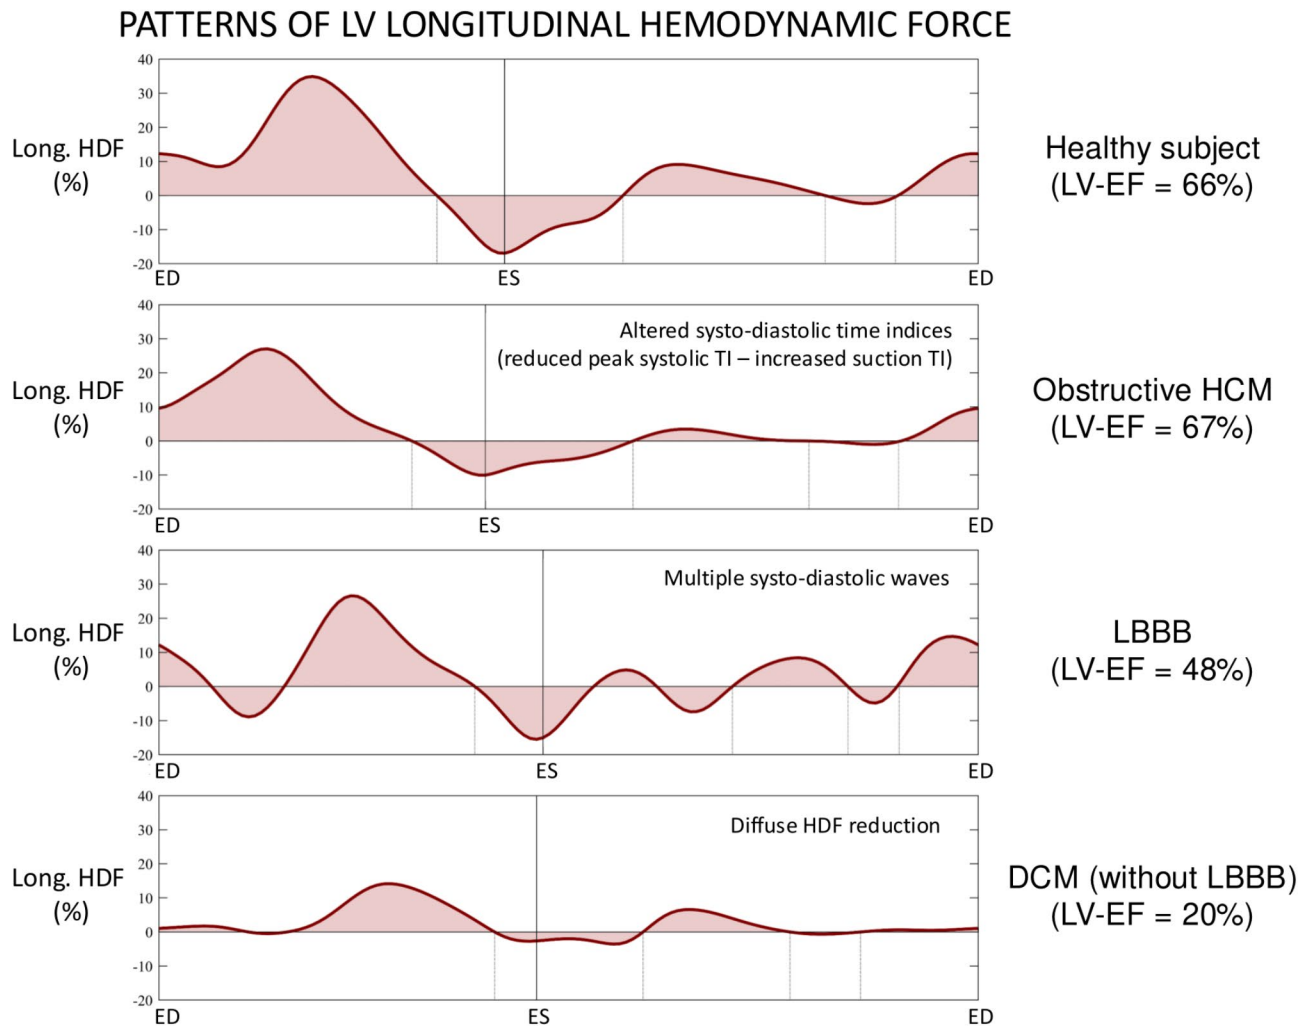 PATTERNS OF LV LONGITUDINAL HEMODYNAMIC FORCE
40
30
20
10
0
-10
-20
Long. HDF
(%)
ED
ES
ED
Healthy subject
(LV-EF = 66%)
40
30
20
10
0
-10
-20
Long. HDF
(%)
Altered systo-diastolic time indices
(reduced peak systolic TI – increased suction TI)
ED
ES
ED
Obstructive HCM
(LV-EF = 67%)
40
30
20
10
0
-10
-20
Long. HDF
(%)
Multiple systo-diastolic waves
ED
ES
ED
LBBB
(LV-EF = 48%)
40
30
20
10
0
-10
-20
Long. HDF
(%)
Diffuse HDF reduction
ED
ES
ED
DCM (without LBBB)
(LV-EF = 20%)